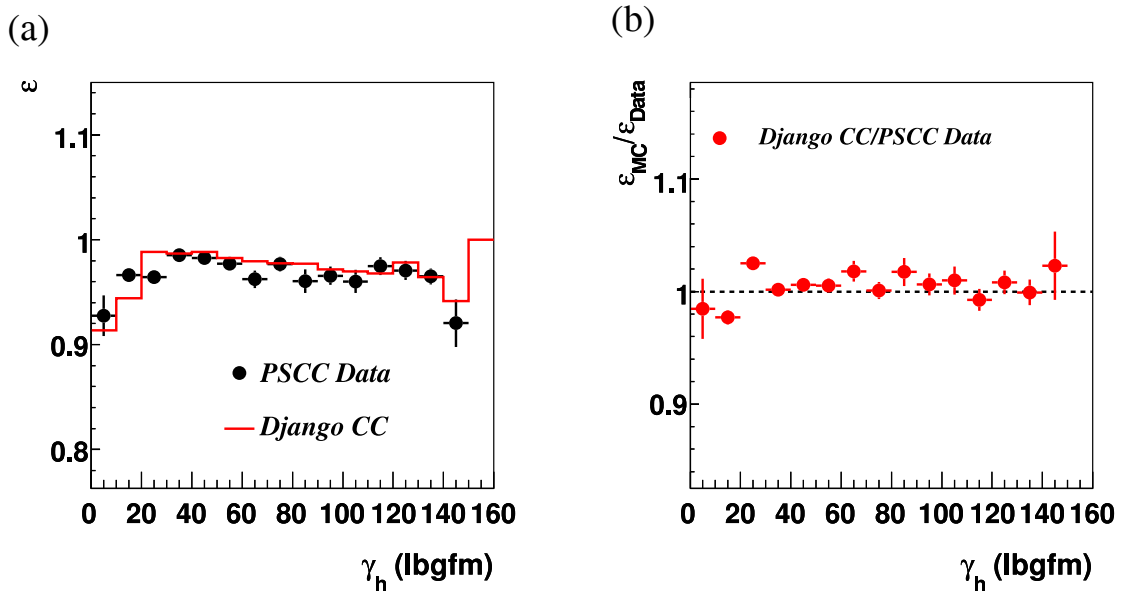 (a)
(b)
ε
1.1
1
0.9
0.8
PSCC Data
Django CC
0 20 40 60 80 100 120 140 160
γh (lbgfm)
εMC/εData
Django CC/PSCC Data
1.1
1
0.9
0 20 40 60 80 100 120 140 160
γh (lbgfm)